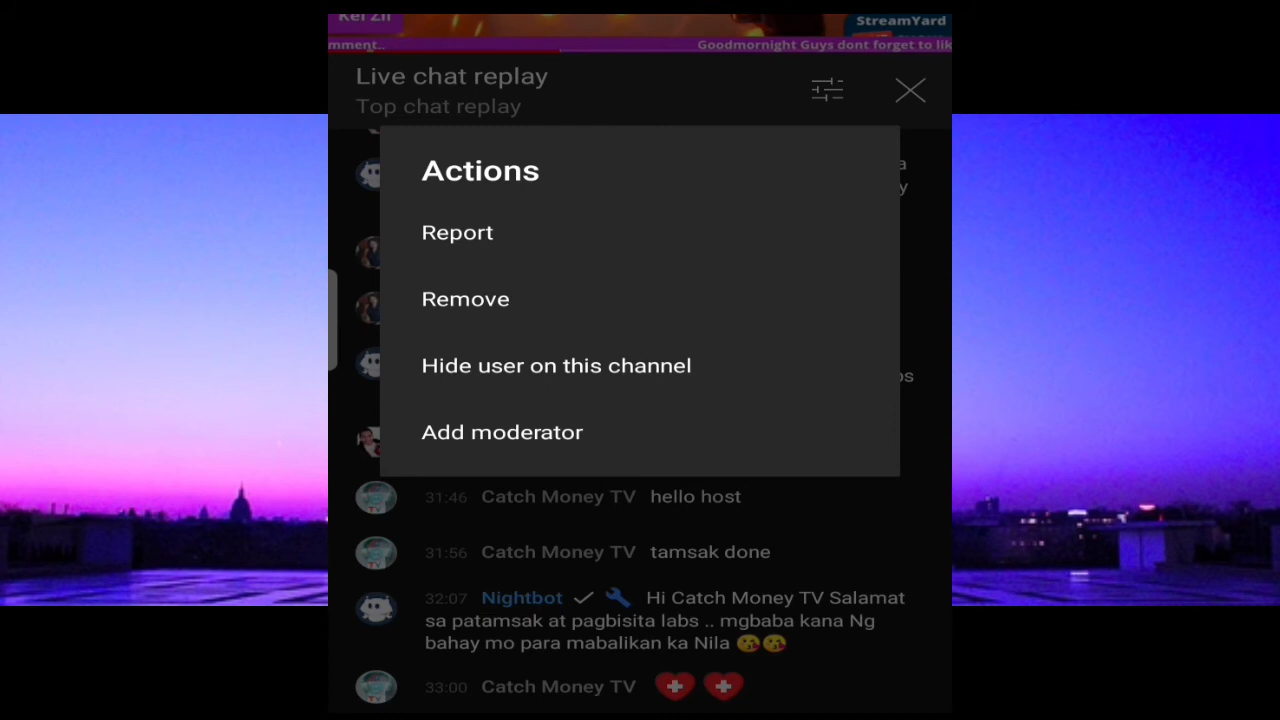 Kei Zii
StreamYard
mment..
Goodmornight Guys dont forget to lik
Live chat replay
Top chat replay
a
y
Actions
Report
Remove
Hide user on this channel
os
Add moderator
31:46 Catch Money TV hello host
31:56 Catch Money TV tamsak done
32:07 Nightbot Hi Catch Money TV Salamat
sa patamsak at pagbisita labs .. mgbaba kana Ng
bahay mo para mabalikan ka Nila 😘😘
33:00 Catch Money TV